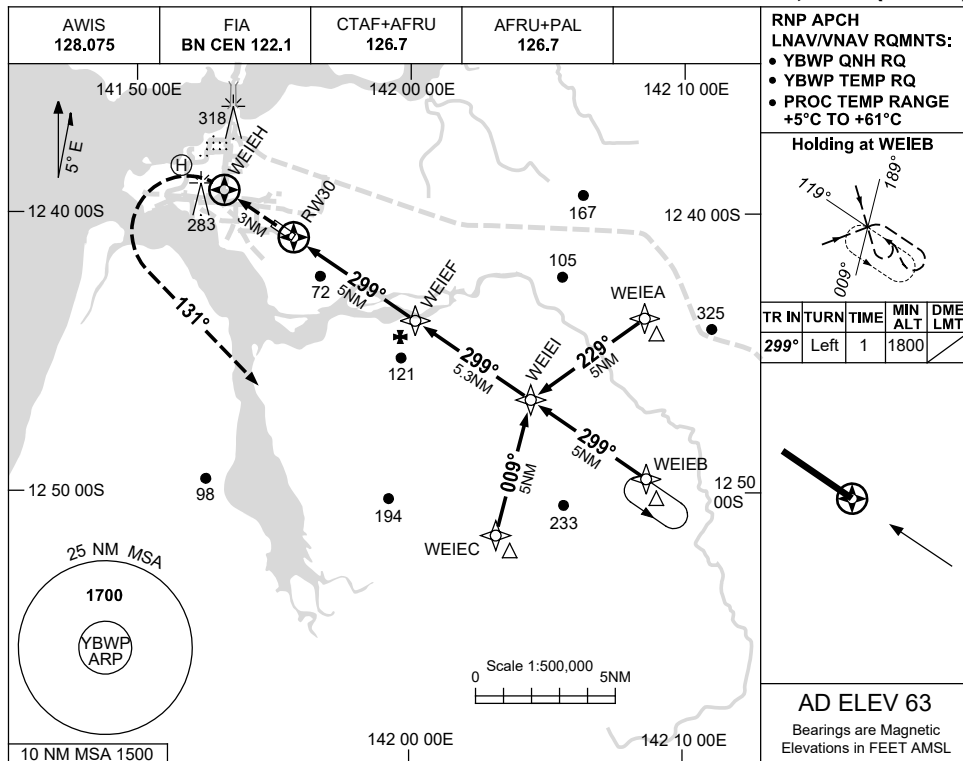 AWIS
128.075
FIA
BN CEN 122.1
CTAF+AFRU
126.7
AFRU+PAL
126.7
RNP APCH
LNAV/VNAV RQMNTS:
• YBWP QNH RQ
• YBWP TEMP RQ
• PROC TEMP RANGE
+5°C TO +61°C
141 50 00E
142 00 00E
142 10 00E
5° E
318
H
WEIEH
283
3NM
RW30
12 40 00S
12 40 00S
167
72
299°
5NM
WEIEF
105
WEIEA
325
131°
121
299°
5.3NM
WEIEI
229°
5NM
299°
5NM
WEIEB
009°
5NM
WEIEC
12 50 00S
12 50
00S
98
194
233
25 NM MSA
1700
YBWP
ARP
10 NM MSA 1500
Scale 1:500,000
0
5NM
142 00 00E
142 10 00E
Holding at WEIEB
119°
189°
009°
TR IN TURN TIME MIN ALT DME LMT
299° Left 1 1800
AD ELEV 63
Bearings are Magnetic
Elevations in FEET AMSL